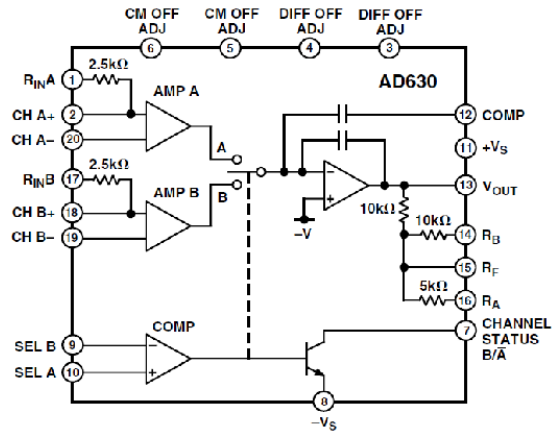 CM OFF ADJ
CM OFF ADJ
DIFF OFF ADJ
DIFF OFF ADJ
6
5
4
3
AD630
1
RINA
2.5kΩ
2
CH A+
20
CH A−
AMP A
A
17
RINB
2.5kΩ
18
CH B+
19
CH B−
AMP B
B
−
+
−V
12
COMP
11
+VS
13
VOUT
10kΩ
10kΩ
14
RB
15
RF
5kΩ
16
RA
7
CHANNEL
STATUS
B/A̅
9
SEL B
10
SEL A
COMP
−
+
8
−VS